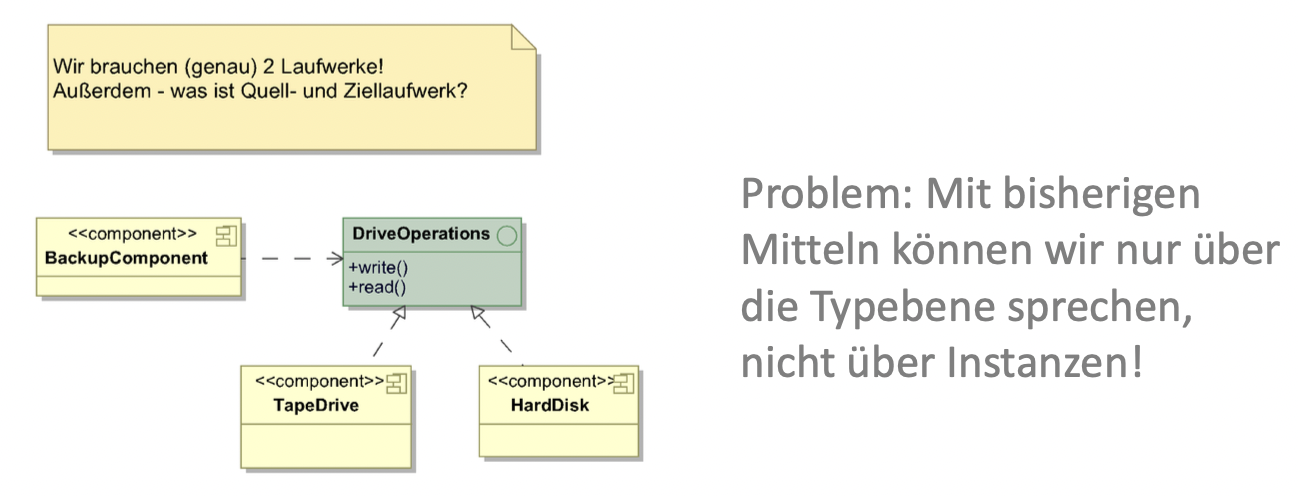 Wir brauchen (genau) 2 Laufwerke!
Außerdem - was ist Quell- und Ziellaufwerk?
<<component>>
BackupComponent
DriveOperations
+write()
+read()
<<component>>
TapeDrive
<<component>>
HardDisk
Problem: Mit bisherigen
Mitteln können wir nur über
die Typebene sprechen,
nicht über Instanzen!